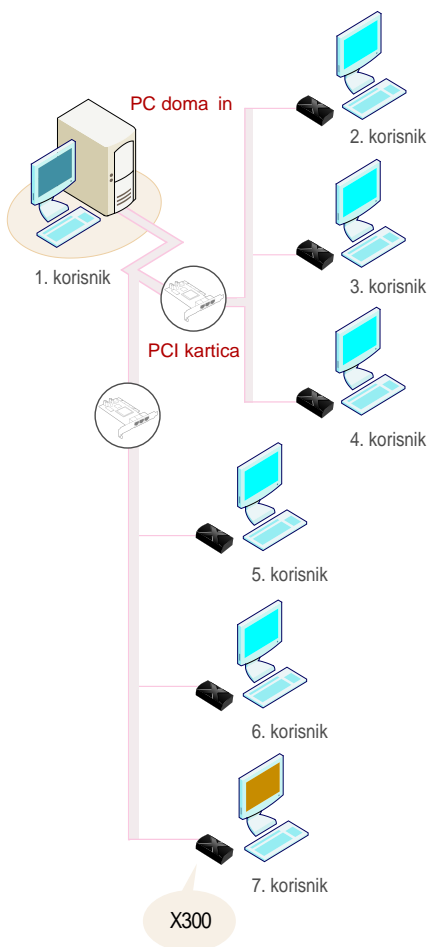 PC doma in
2. korisnik
1. korisnik
3. korisnik
PCI kartica
4. korisnik
5. korisnik
6. korisnik
7. korisnik
X300